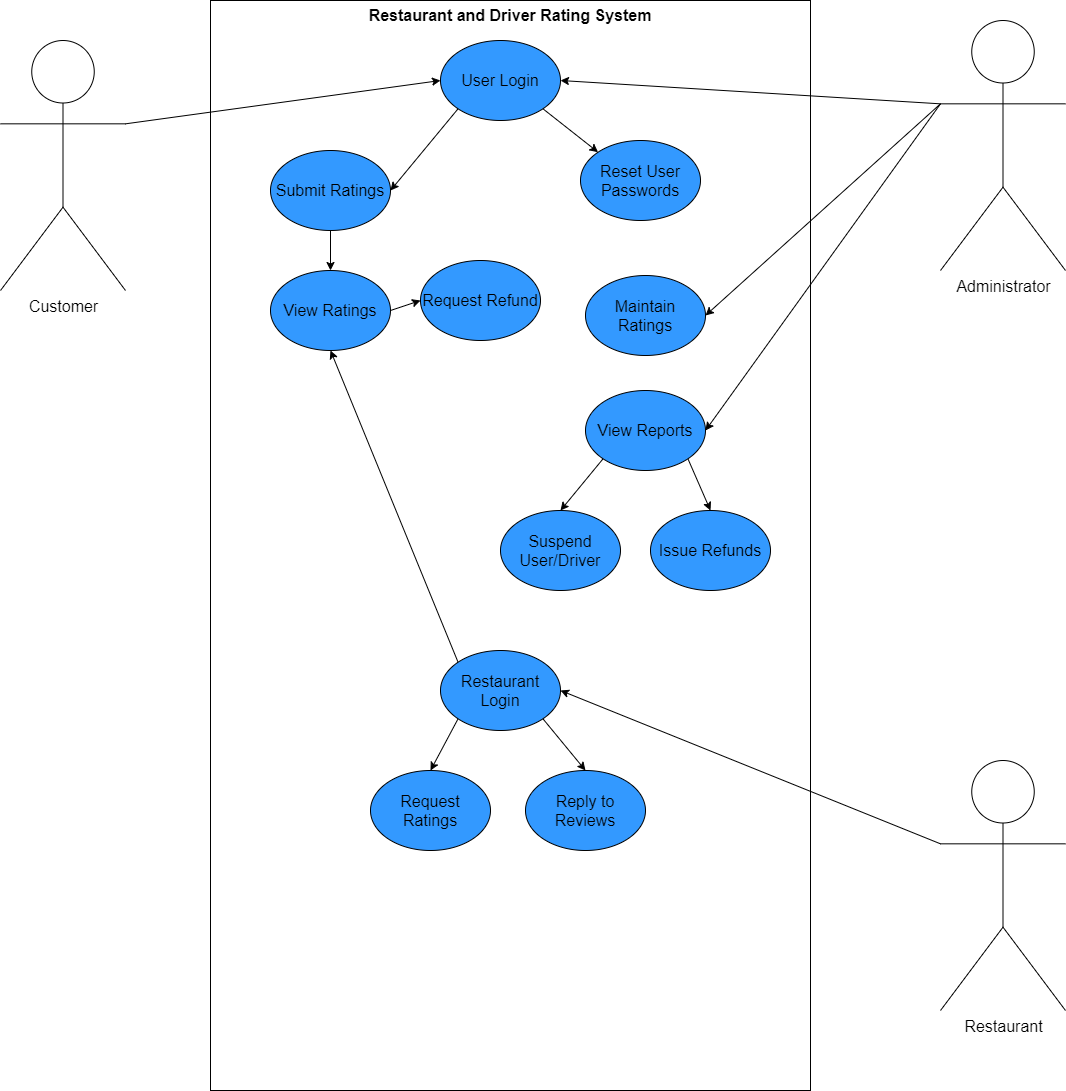 Restaurant and Driver Rating System
User Login
Submit Ratings
Reset User
Passwords
View Ratings
Request Refund
Maintain
Ratings
Customer
Administrator
View Reports
Suspend
User/Driver
Issue Refunds
Restaurant
Login
Request
Ratings
Reply to
Reviews
Restaurant